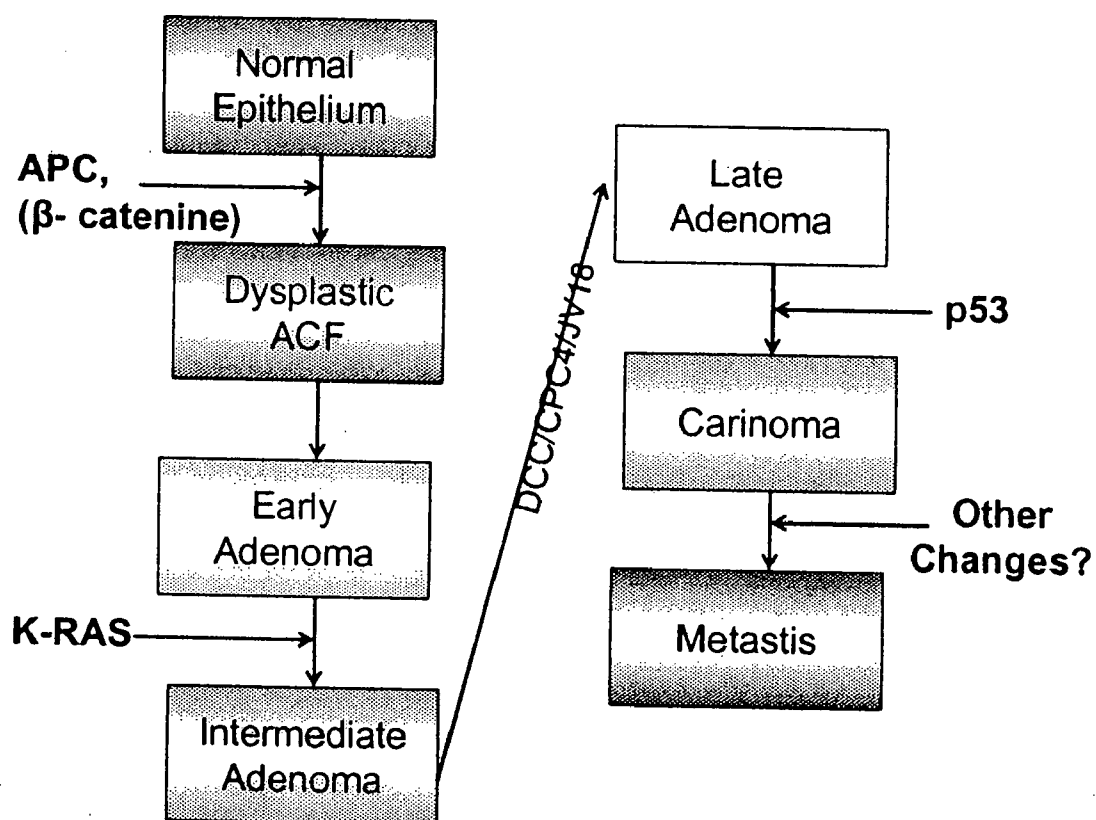 Normal
Epithelium
APC,
(β- catenine)
Dysplastic
ACF
Early
Adenoma
K-RAS
Intermediate
Adenoma
DCC/CPC4/JV18
Late
Adenoma
p53
Carinoma
Other
Changes?
Metastis